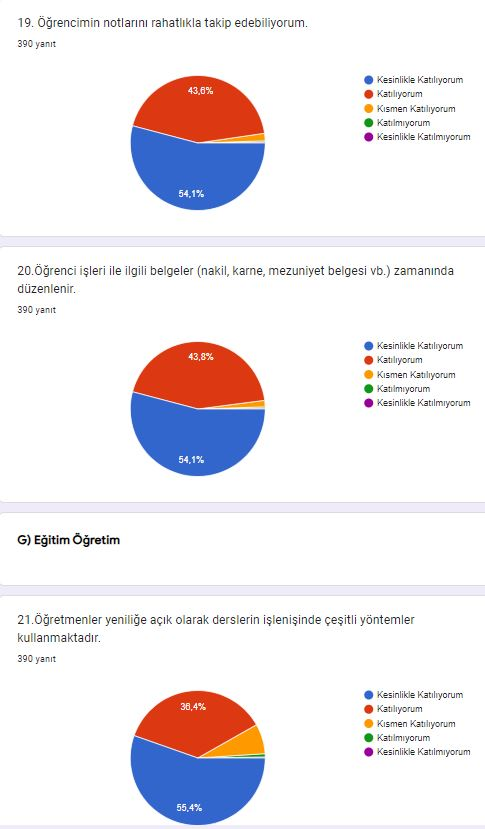 19. Öğrencimin notlarını rahatlıkla takip edebiliyorum.
390 yanıt
Kesinlikle Katılıyorum
Katılıyorum
Kısmen Katılıyorum
Katılmıyorum
Kesinlikle Katılmıyorum
43,6%
54,1%
20.Öğrenci işleri ile ilgili belgeler (nakil, karne, mezuniyet belgesi vb.) zamanında
düzenlenir.
390 yanıt
Kesinlikle Katılıyorum
Katılıyorum
Kısmen Katılıyorum
Katılmıyorum
Kesinlikle Katılmıyorum
43,8%
54,1%
G) Eğitim Öğretim
21.Öğretmenler yeniliğe açık olarak derslerin işlenişinde çeşitli yöntemler
kullanmaktadır.
390 yanıt
Kesinlikle Katılıyorum
Katılıyorum
Kısmen Katılıyorum
Katılmıyorum
Kesinlikle Katılmıyorum
36,4%
55,4%